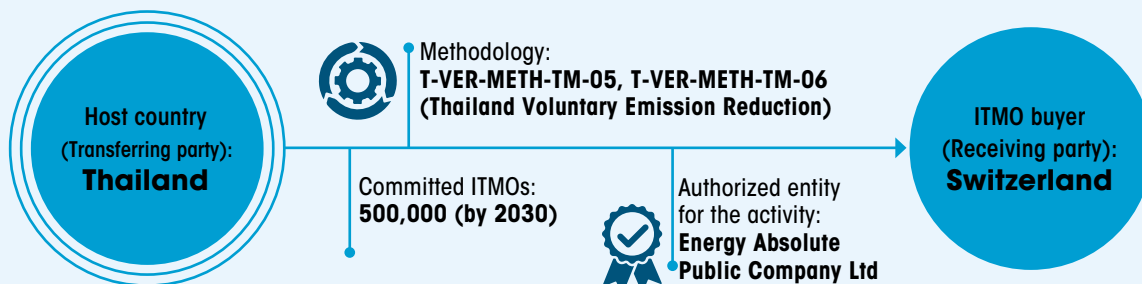 Host country
(Transferring party):
Thailand
Methodology:
T-VER-METH-TM-05, T-VER-METH-TM-06
(Thailand Voluntary Emission Reduction)
Committed ITMOs:
500,000 (by 2030)
Authorized entity
for the activity:
Energy Absolute
Public Company Ltd
ITMO buyer
(Receiving party):
Switzerland